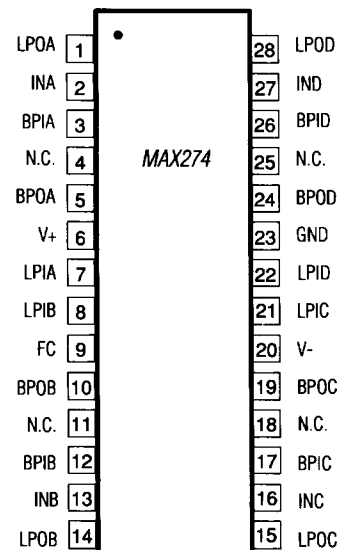 LPOA 1 28 LPOD
INA 2 27 IND
BPIA 3 26 BPID
N.C. 4 MAX274 25 N.C.
BPOA 5 24 BPOD
V+ 6 23 GND
LPIA 7 22 LPID
LPIB 8 21 LPIC
FC 9 20 V-
BPOB 10 19 BPOC
N.C. 11 18 N.C.
BPIB 12 17 BPIC
INB 13 16 INC
LPOB 14 15 LPOC